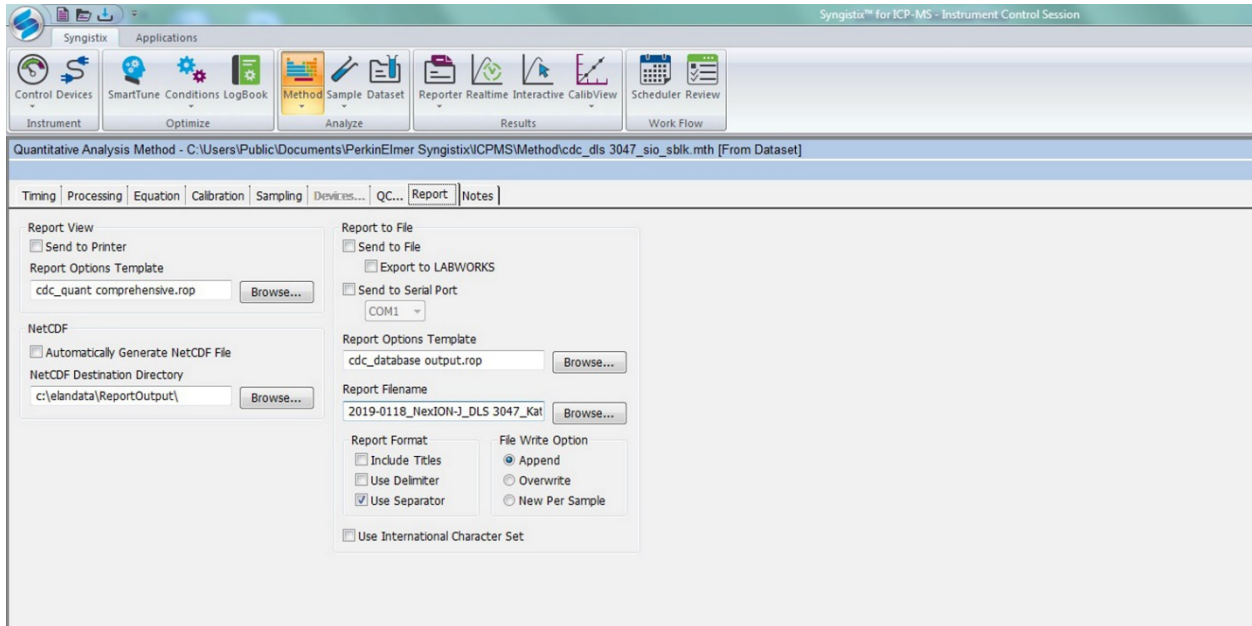 Syngistix™ for ICP-MS - Instrument Control Session
Syngistix Applications
Control Devices SmartTune Conditions LogBook Method Sample Dataset Reporter Realtime Interactive CalibView Scheduler Review
Instrument Optimize Analyze Results Work Flow
Quantitative Analysis Method - C:\Users\Public\Documents\PerkinElmer Syngistix\ICPMS\Method\cdc_dls 3047_sio_sblk.mth [From Dataset]
Timing Processing Equation Calibration Sampling Devices... QC... Report Notes
Report View
Send to Printer
Report Options Template
cdc_quant comprehensive.rop Browse...
NetCDF
Automatically Generate NetCDF File
NetCDF Destination Directory
c:\elandata\ReportOutput\ Browse...
Report to File
Send to File
Export to LABWORKS
Send to Serial Port
COM1
Report Options Template
cdc_database output.rop Browse...
Report Filename
2019-0118_NexION-J_DLS 3047_Kat Browse...
Report Format
Include Titles
Use Delimiter
Use Separator
File Write Option
Append
Overwrite
New Per Sample
Use International Character Set